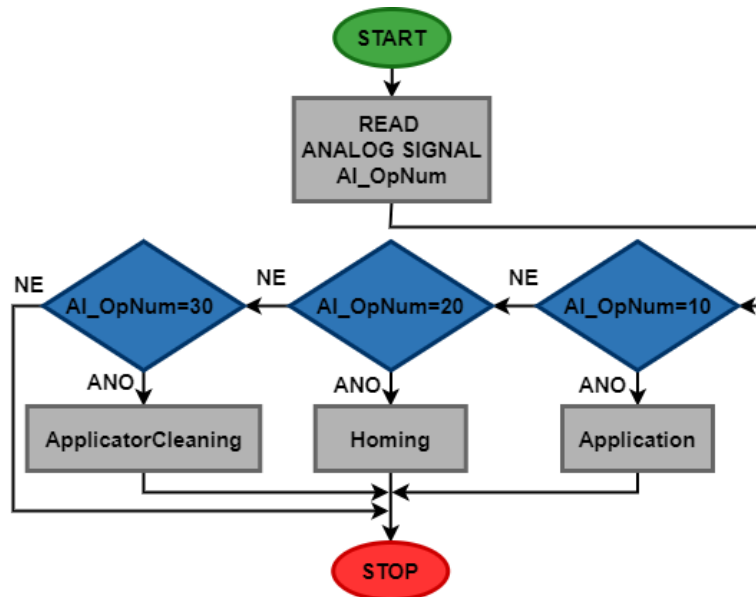 START
READ
ANALOG SIGNAL
AI_OpNum
NE
NE
NE
AI_OpNum=30
AI_OpNum=20
AI_OpNum=10
ANO
ANO
ANO
ApplicatorCleaning
Homing
Application
STOP